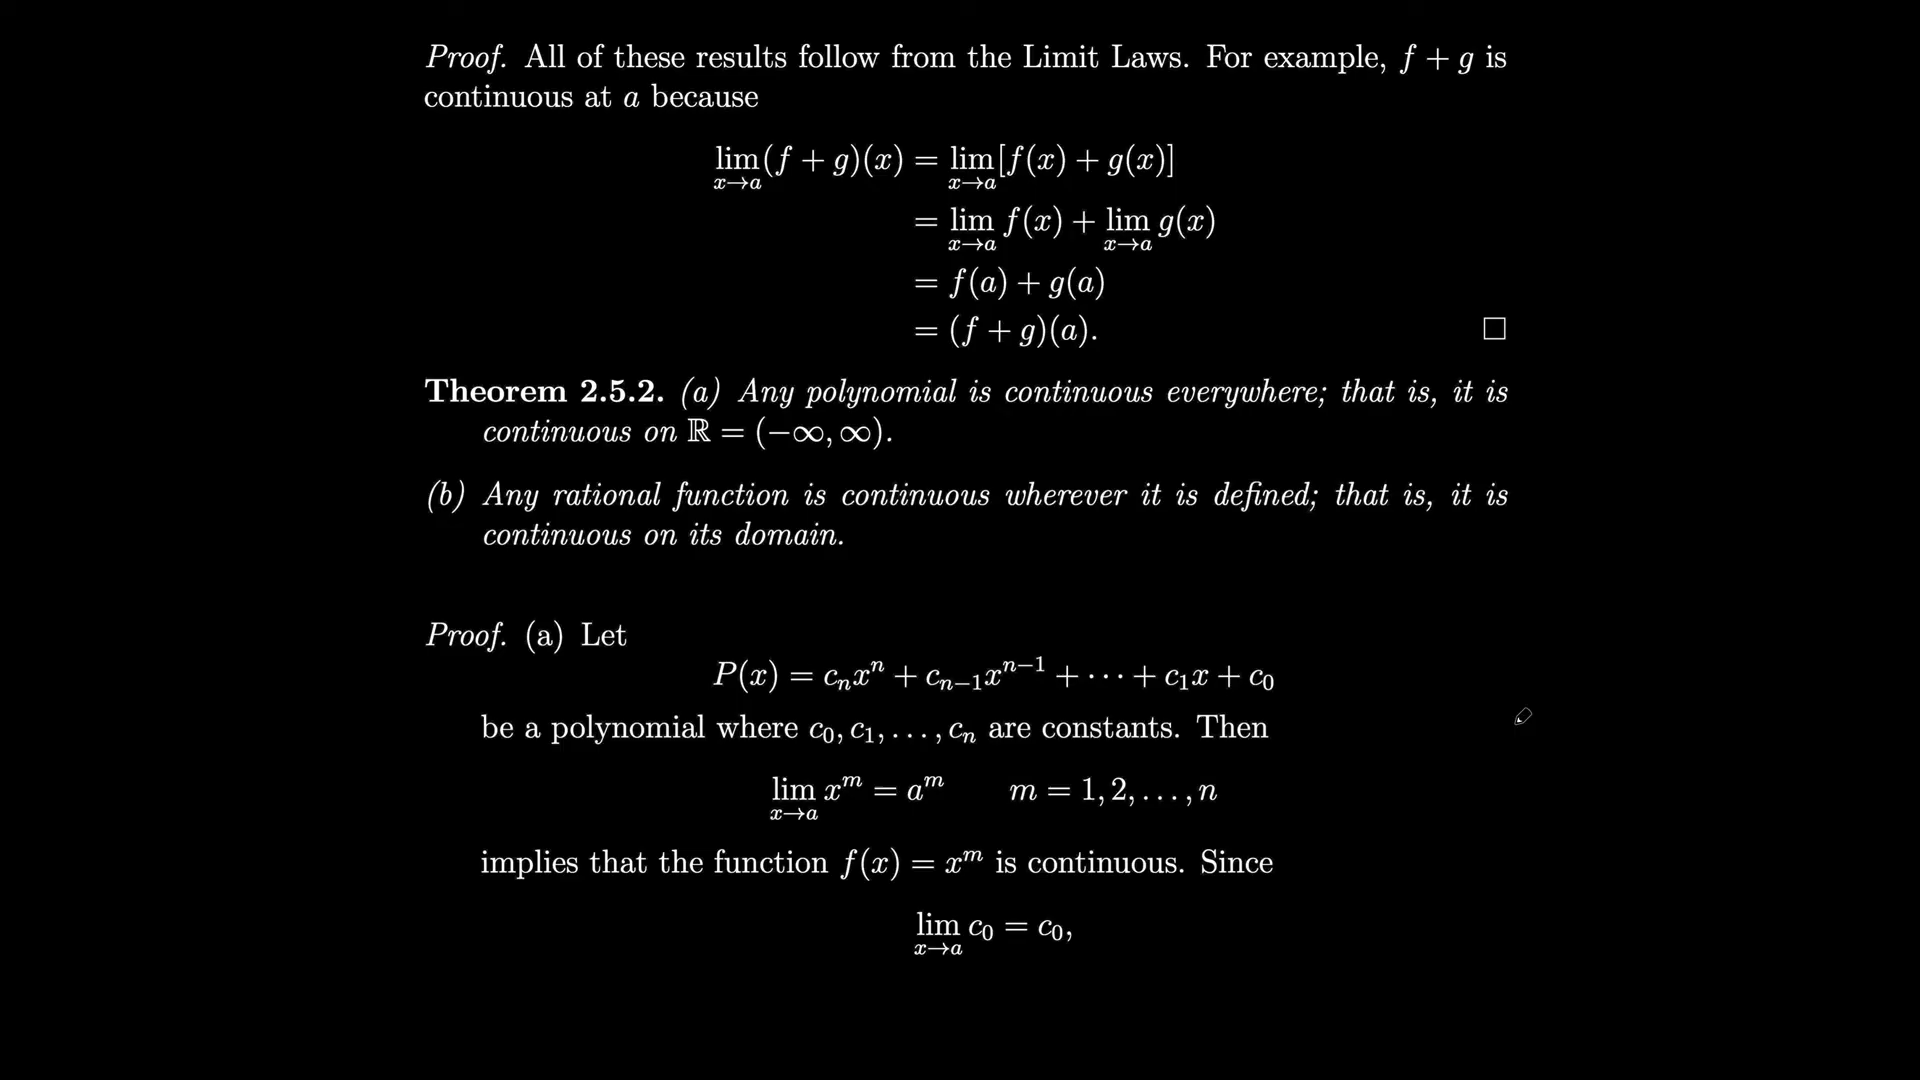 Proof. All of these results follow from the Limit Laws. For example, f + g is
continuous at a because
lim_{x→a} (f + g)(x) = lim_{x→a} [f(x) + g(x)]
= lim_{x→a} f(x) + lim_{x→a} g(x)
= f(a) + g(a)
= (f + g)(a). □
Theorem 2.5.2. (a) Any polynomial is continuous everywhere; that is, it is
continuous on ℝ = (−∞, ∞).
(b) Any rational function is continuous wherever it is defined; that is, it is
continuous on its domain.
Proof. (a) Let
P(x) = c_n x^n + c_{n−1} x^{n−1} + ··· + c_1 x + c_0
be a polynomial where c_0, c_1, . . . , c_n are constants. Then
lim_{x→a} x^m = a^m m = 1, 2, . . . , n
implies that the function f(x) = x^m is continuous. Since
lim_{x→a} c_0 = c_0,